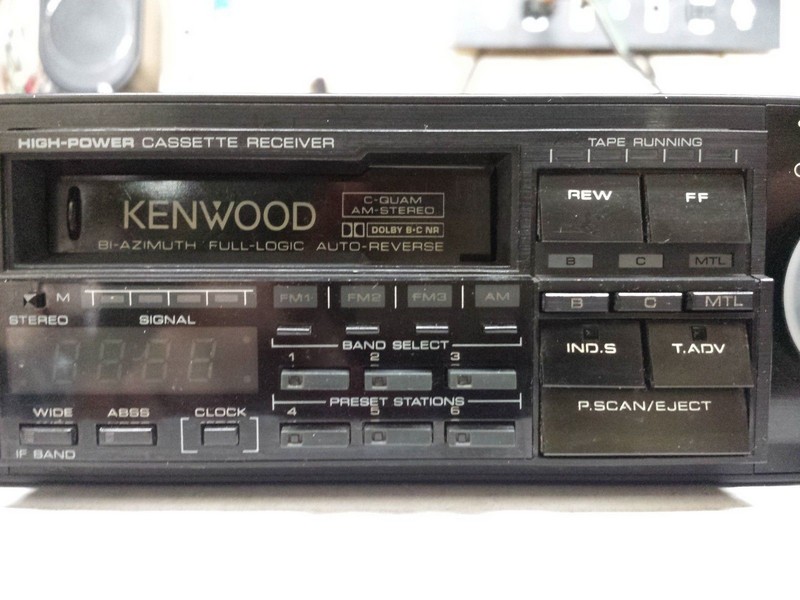 HIGH-POWER CASSETTE RECEIVER
TAPE RUNNING
KENWOOD
C-QUAM
AM-STEREO
DOLBY B·C NR
BI-AZIMUTH FULL-LOGIC AUTO-REVERSE
REW FF
B C MTL
M
STEREO SIGNAL
FM1 FM2 FM3 AM
B C MTL
BAND SELECT
1 2 3
IND.S T.ADV
PRESET STATIONS
4 5 6
P.SCAN/EJECT
WIDE ABSS CLOCK
IF BAND